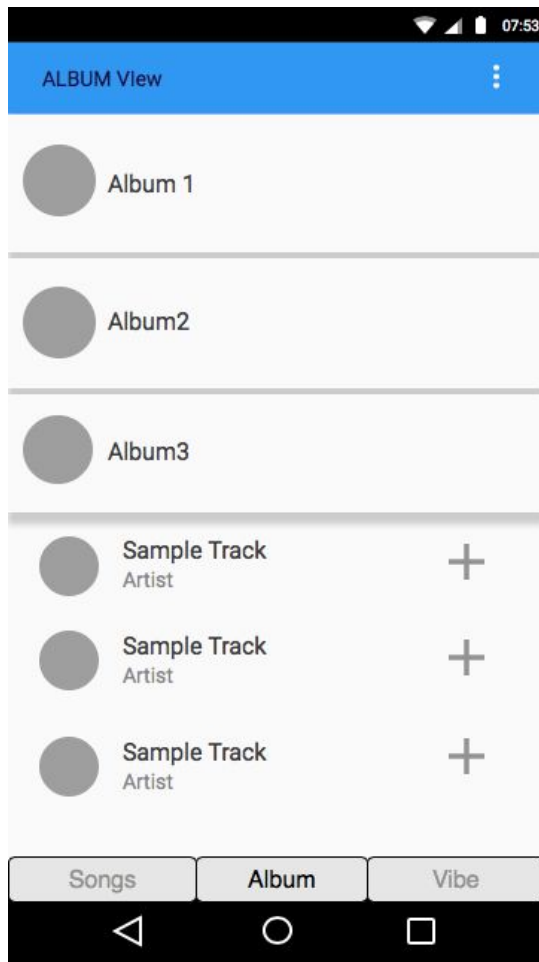 07:53
ALBUM VIew
Album 1
Album2
Album3
Sample Track
Artist
Sample Track
Artist
Sample Track
Artist
Songs Album Vibe